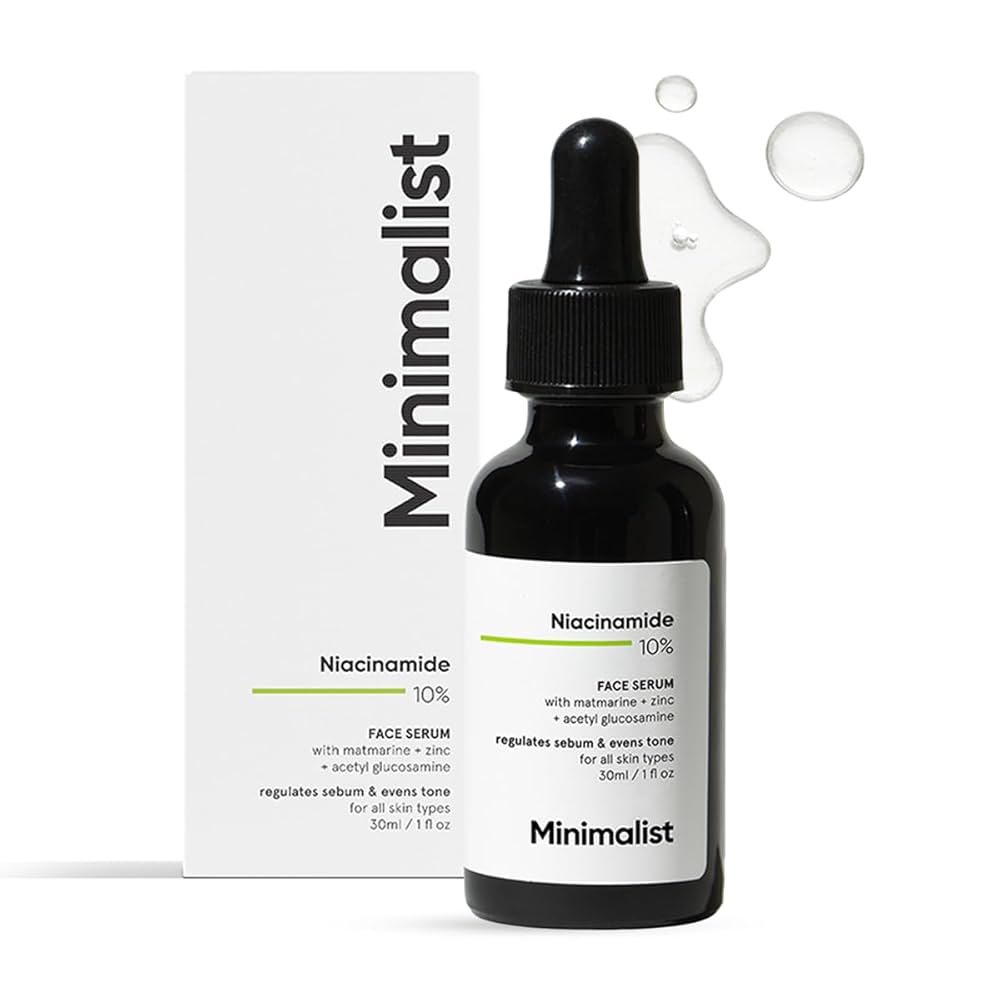 Minimalist
Niacinamide
10%
FACE SERUM
with matmarine + zinc
+ acetyl glucosamine
regulates sebum & evens tone
for all skin types
30ml / 1 fl oz
Niacinamide
10%
FACE SERUM
with matmarine + zinc
+ acetyl glucosamine
regulates sebum & evens tone
for all skin types
30ml / 1 fl oz
Minimalist